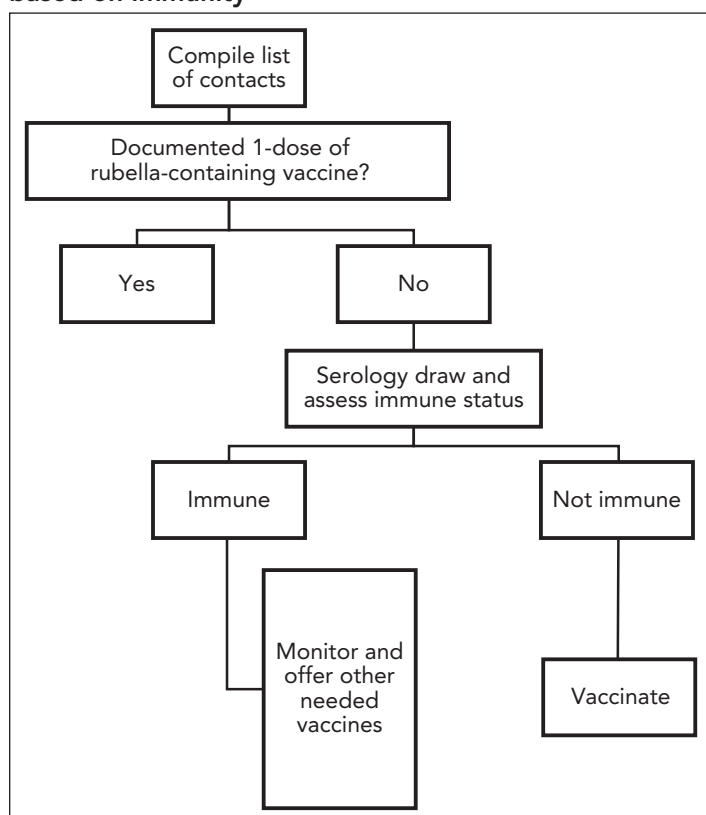 based on immunity
Compile list
of contacts
Documented 1-dose of
rubella-containing vaccine?
Yes
No
Serology draw and
assess immune status
Immune
Not immune
Monitor and
offer other
needed
vaccines
Vaccinate